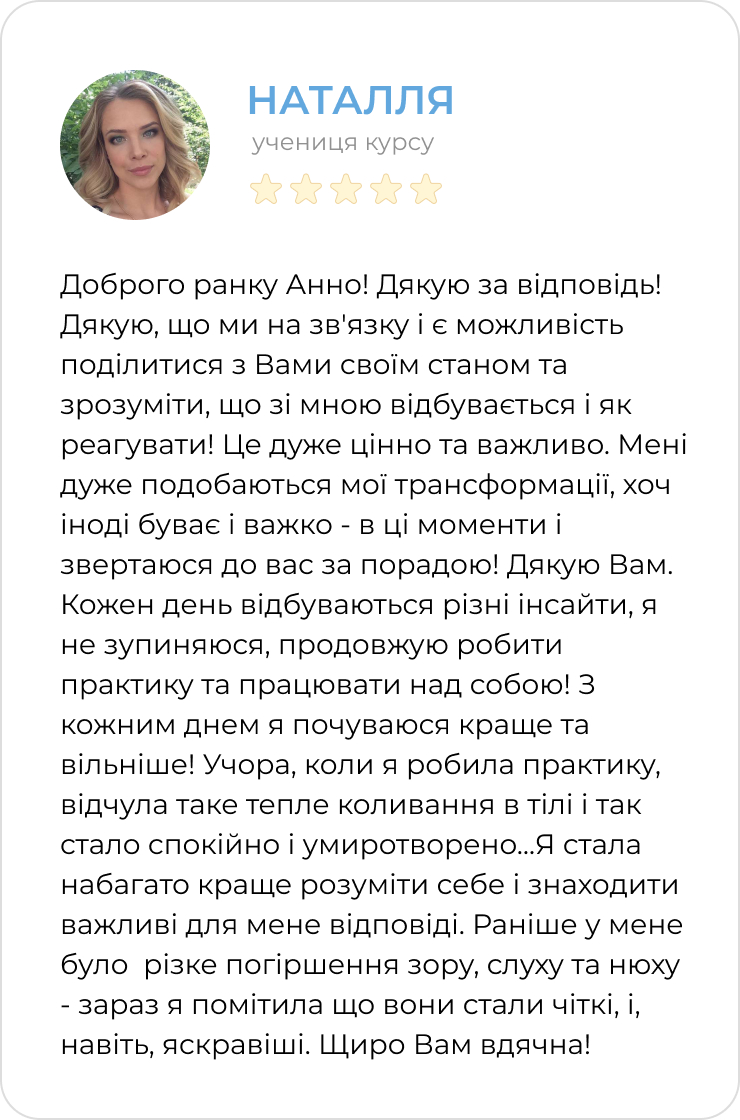 НАТАЛЛЯ
учениця курсу
Доброго ранку Анно! Дякую за відповідь!
Дякую, що ми на зв'язку і є можливість
поділитися з Вами своїм станом та
зрозуміти, що зі мною відбувається і як
реагувати! Це дуже цінно та важливо. Мені
дуже подобаються мої трансформації, хоч
іноді буває і важко - в ці моменти і
звертаюся до вас за порадою! Дякую Вам.
Кожен день відбуваються різні інсайти, я
не зупиняюся, продовжую робити
практику та працювати над собою! З
кожним днем я почуваюся краще та
вільніше! Учора, коли я робила практику,
відчула таке тепле коливання в тілі і так
стало спокійно і умиротворено...Я стала
набагато краще розуміти себе і знаходити
важливі для мене відповіді. Раніше у мене
було  різке погіршення зору, слуху та нюху
- зараз я помітила що вони стали чіткі, і,
навіть, яскравіші. Щиро Вам вдячна!